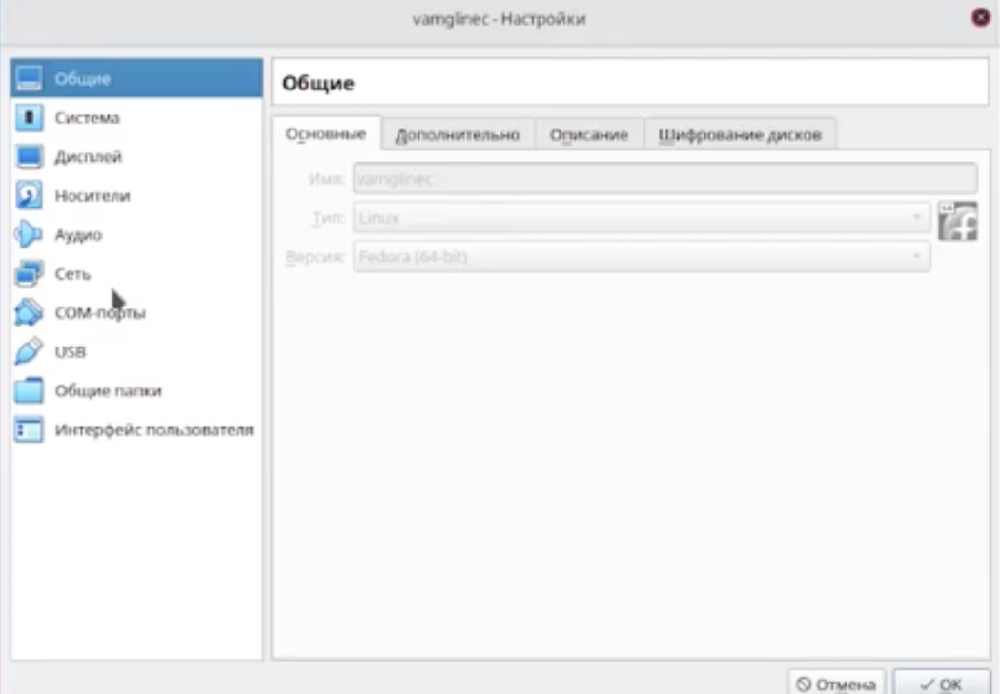 vamglinec - Настройки
Общие
Система
Дисплей
Носители
Аудио
Сеть
COM-порты
USB
Общие папки
Интерфейс пользователя
Общие
Основные Дополнительно Описание Шифрование дисков
Имя: vamglinec
Тип: Linux
Версия: Fedora (64-bit)
64
Отмена OK